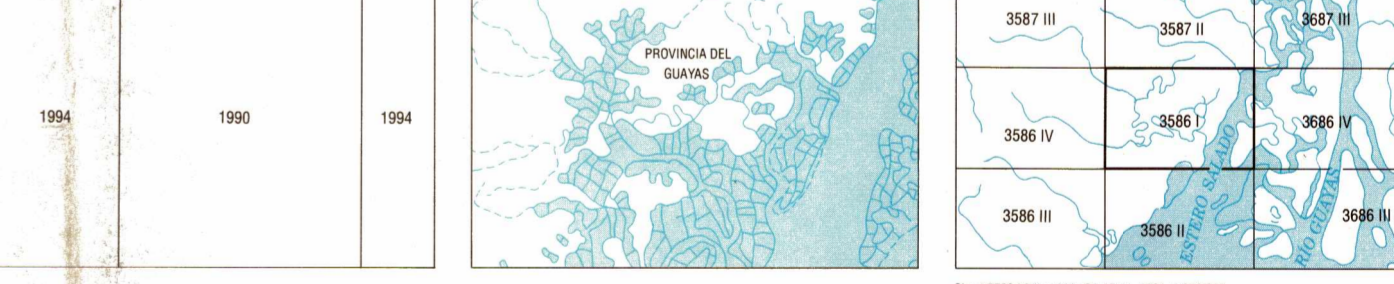 1994
1990
1994
PROVINCIA DEL
GUAYAS
3587 III
3587 II
3687 III
3586 IV
3586 I
3686 IV
3586 III
3586 II
3686 III
ESTERO SALADO
RIO GUAYAS